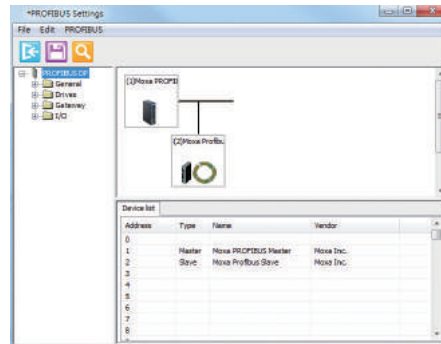 *PROFIBUS Settings
File Edit PROFIBUS
PROFIBUS DP
General
Drives
Gateway
I/O
(1)Moxa PROFI
(2)Moxa Profibu.
Device list
Address Type Name Vendor
0
1 Master Moxa PROFIBUS Master Moxa Inc.
2 Slave Moxa Profibus Slave Moxa Inc.
3
4
5
6
7
8